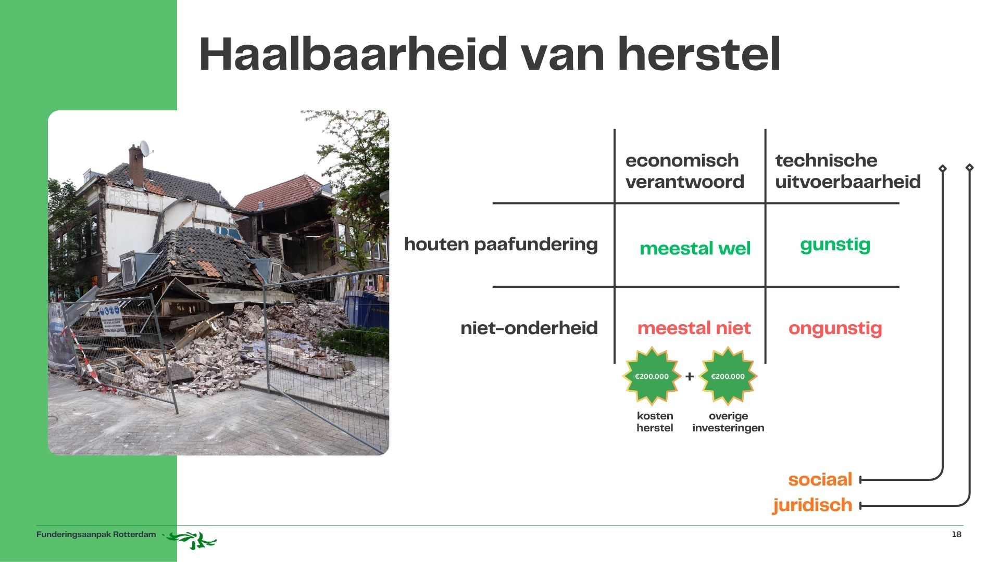 Haalbaarheid van herstel
economisch
verantwoord
technische
uitvoerbaarheid
houten paafundering
meestal wel
gunstig
niet-onderheid
meestal niet
ongunstig
€200.000
+
€200.000
kosten
herstel
overige
investeringen
sociaal
juridisch
Funderingsaanpak Rotterdam
18